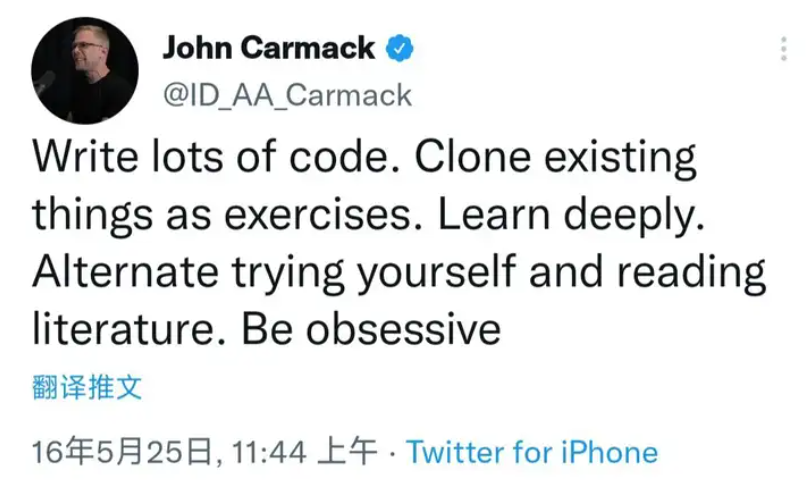 John Carmack
@ID_AA_Carmack
Write lots of code. Clone existing
things as exercises. Learn deeply.
Alternate trying yourself and reading
literature. Be obsessive
翻译推文
16年5月25日, 11:44 上午 · Twitter for iPhone